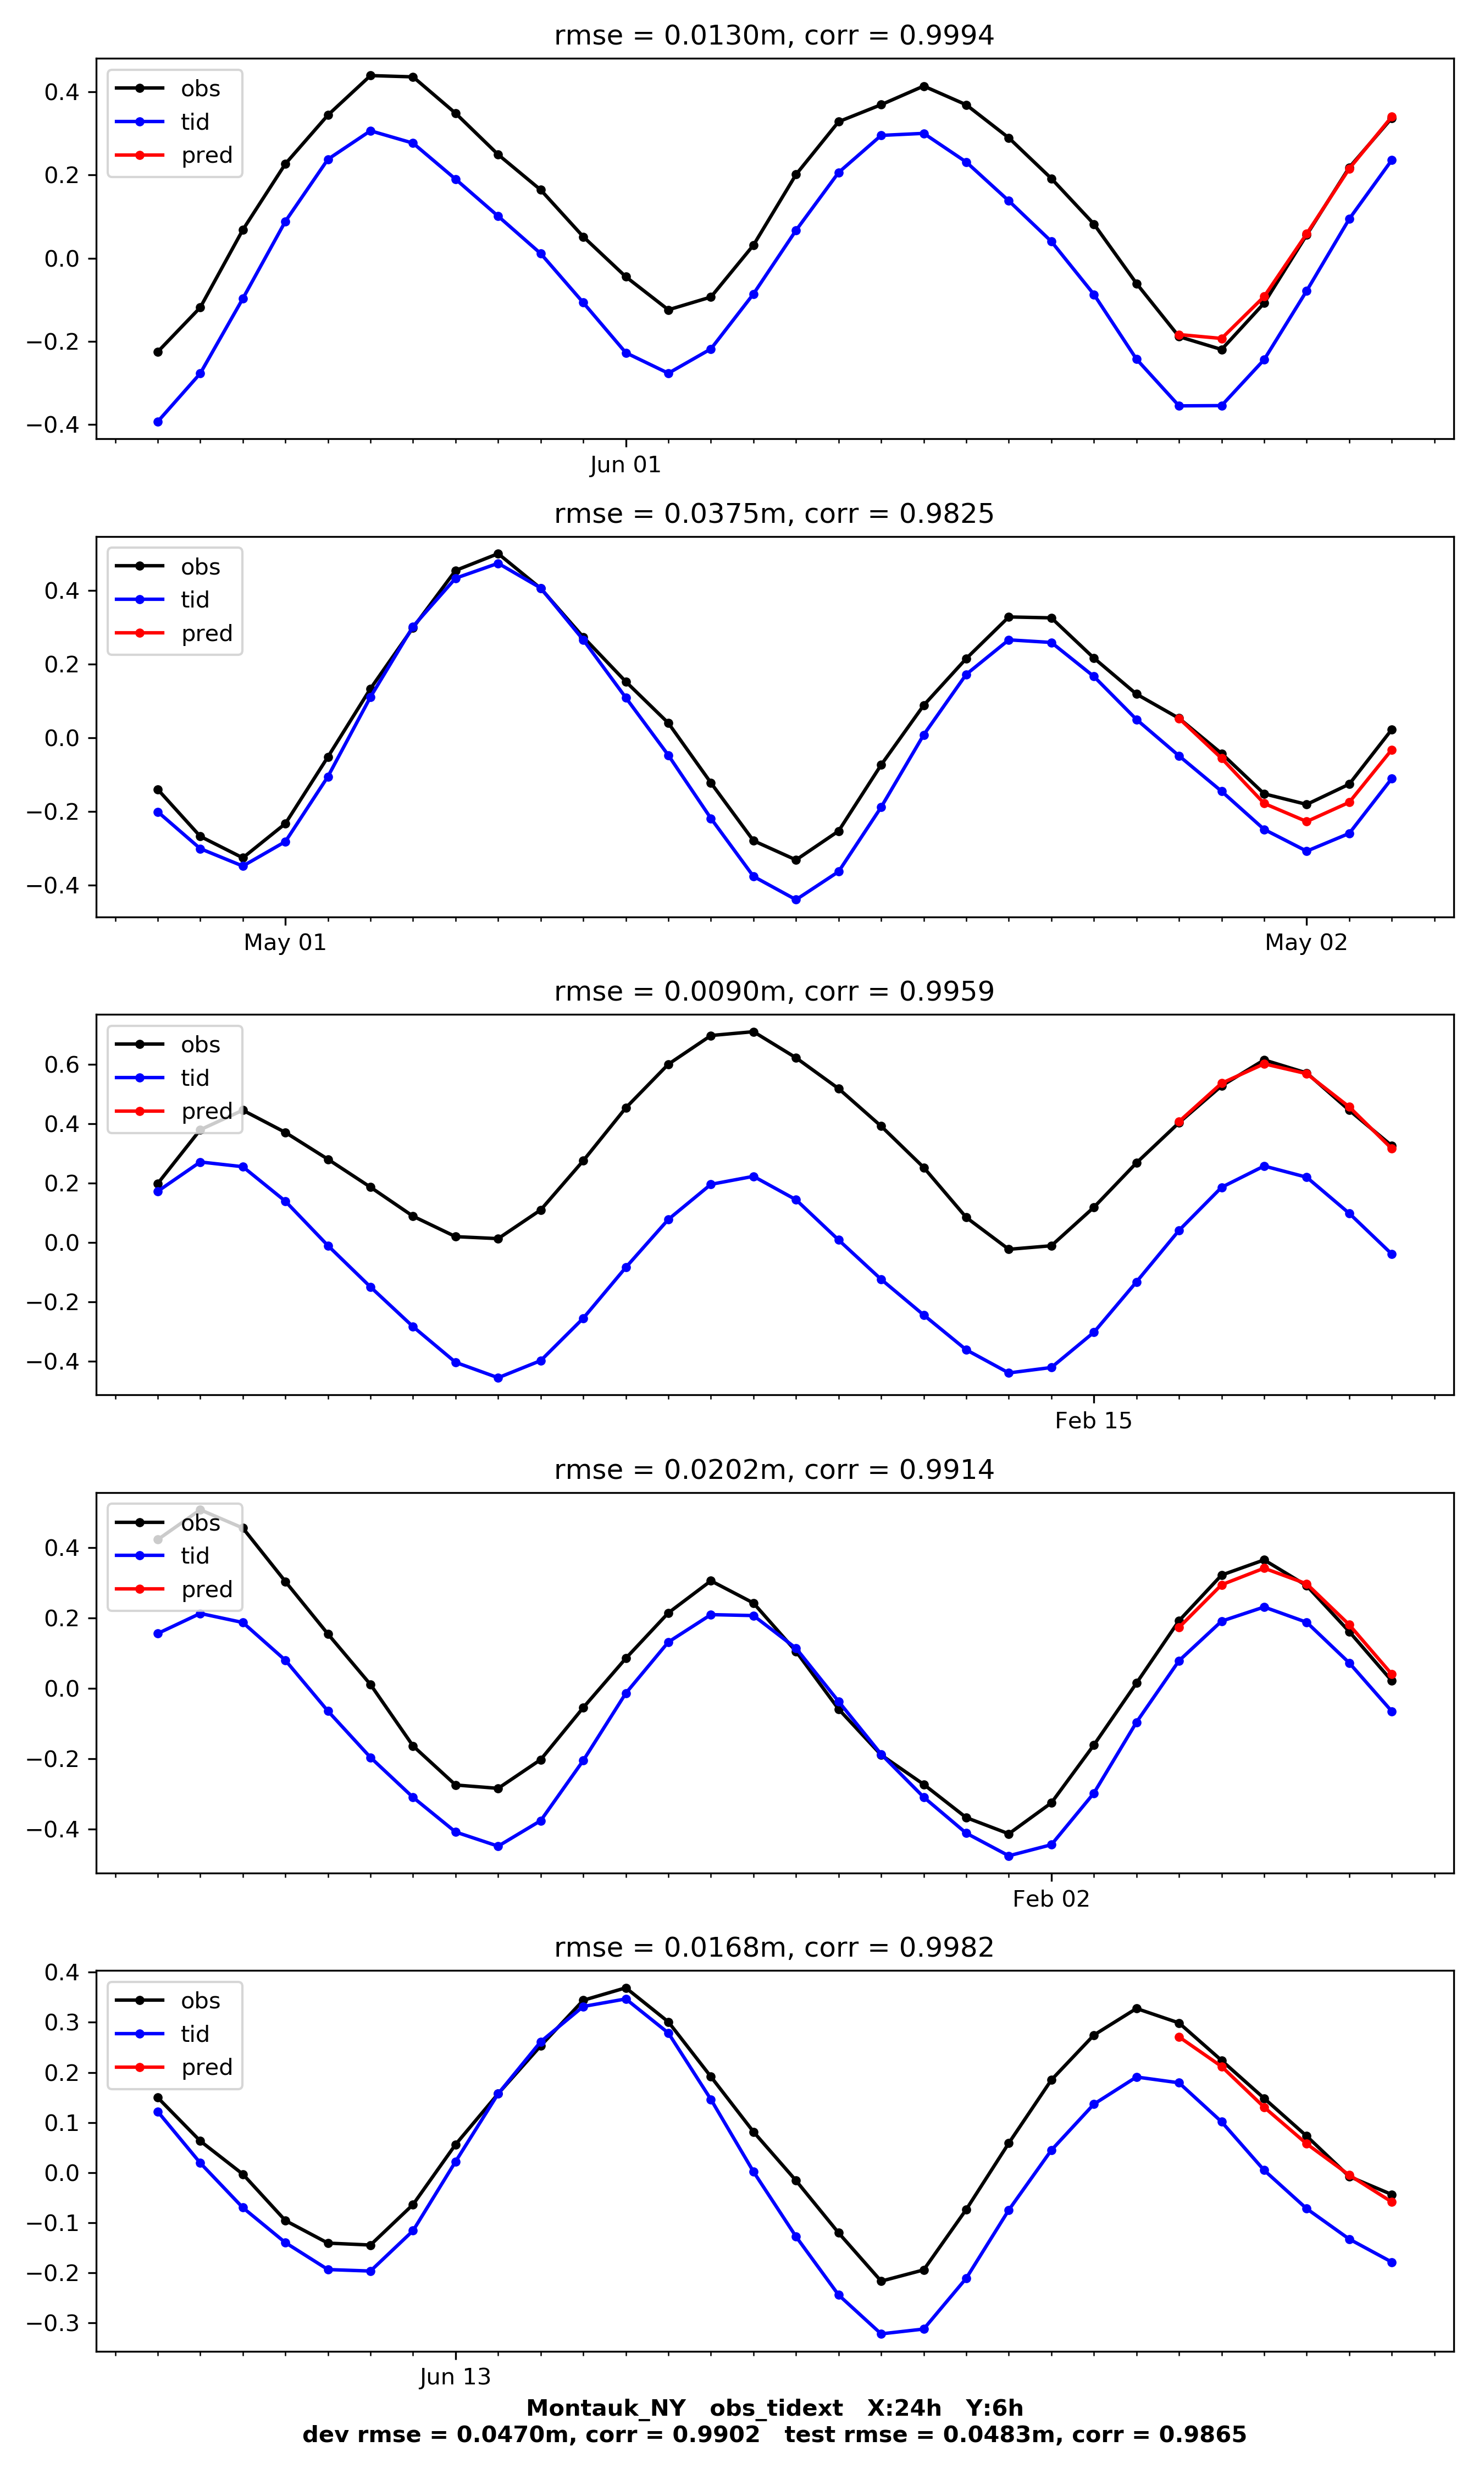 rmse = 0.0130m, corr = 0.9994
obs
tid
pred
0.4
0.2
0.0
−0.2
−0.4
Jun 01
rmse = 0.0375m, corr = 0.9825
obs
tid
pred
0.4
0.2
0.0
−0.2
−0.4
May 01 May 02
rmse = 0.0090m, corr = 0.9959
obs
tid
pred
0.6
0.4
0.2
0.0
−0.2
−0.4
Feb 15
rmse = 0.0202m, corr = 0.9914
obs
tid
pred
0.4
0.2
0.0
−0.2
−0.4
Feb 02
rmse = 0.0168m, corr = 0.9982
obs
tid
pred
0.4
0.3
0.2
0.1
0.0
−0.1
−0.2
−0.3
Jun 13
Montauk_NY obs_tidext X:24h Y:6h
dev rmse = 0.0470m, corr = 0.9902 test rmse = 0.0483m, corr = 0.9865